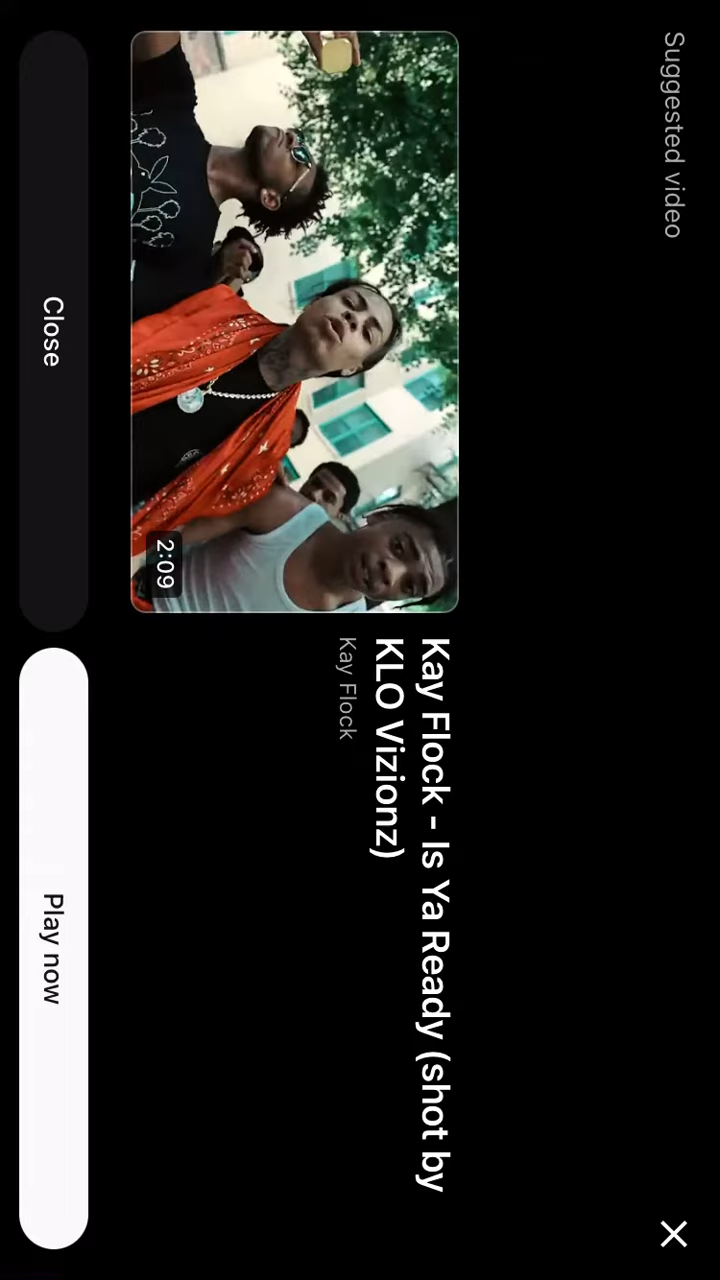 Suggested video
Kay Flock - Is Ya Ready (shot by
KLO Vizionz)
Kay Flock
2:09
Close
Play now